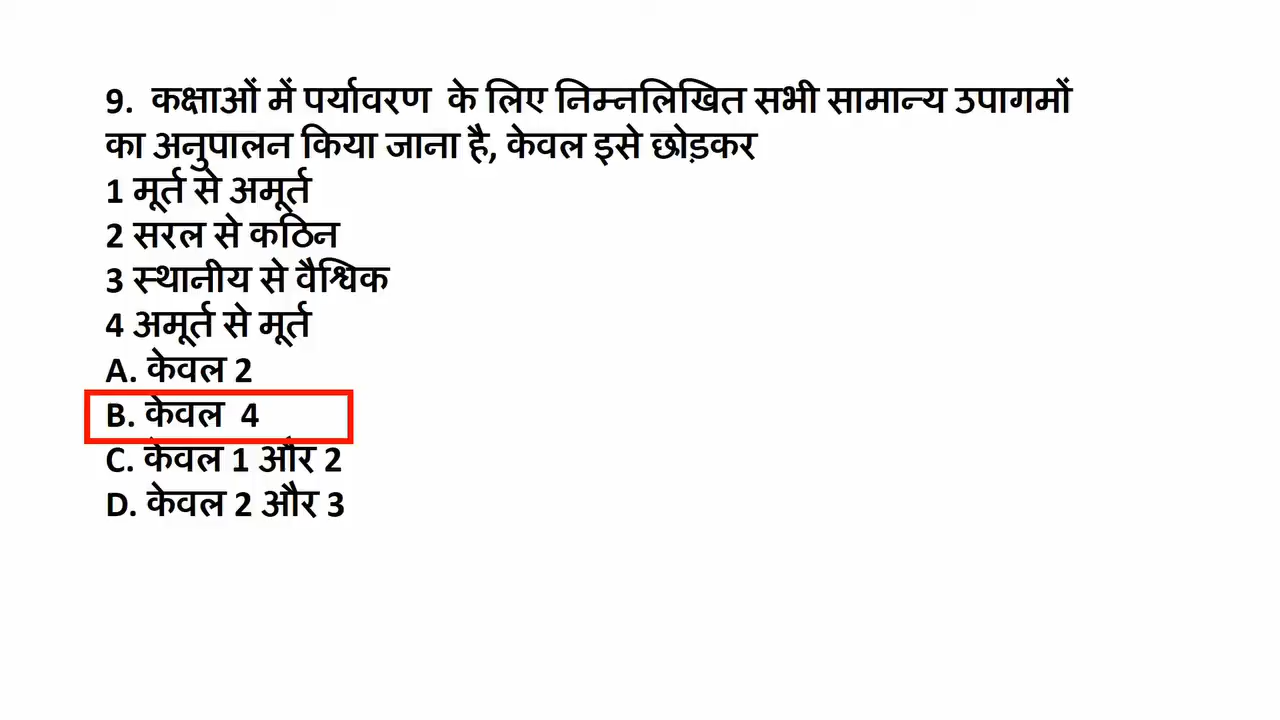 9. कक्षाओं में पर्यावरण के लिए निम्नलिखित सभी सामान्य उपागमों
का अनुपालन किया जाना है, केवल इसे छोड़कर
1 मूर्त से अमूर्त
2 सरल से कठिन
3 स्थानीय से वैश्विक
4 अमूर्त से मूर्त
A. केवल 2
B. केवल 4
C. केवल 1 और 2
D. केवल 2 और 3